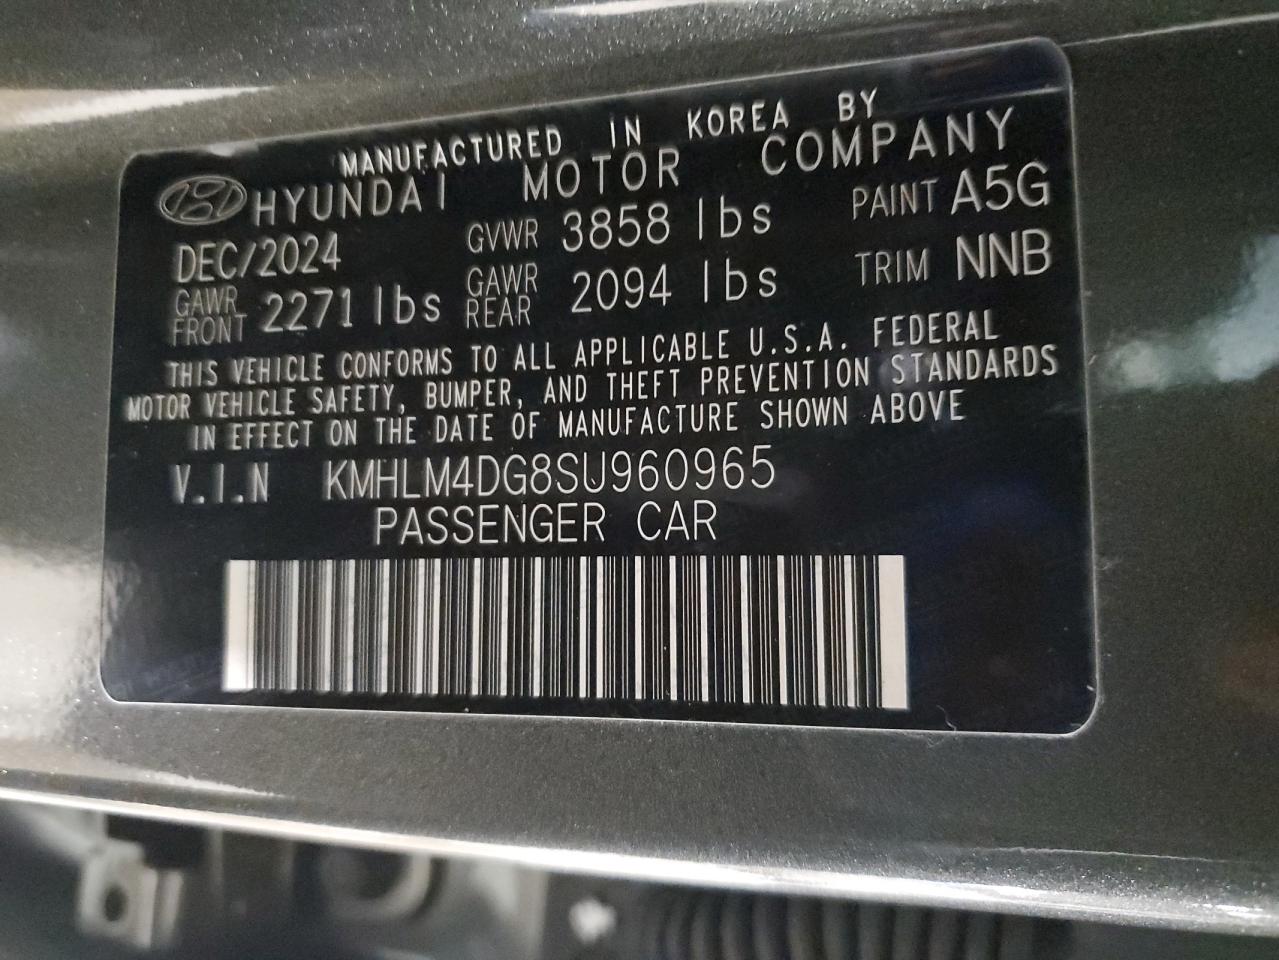 MANUFACTURED IN KOREA BY
HYUNDAI MOTOR COMPANY
DEC/2024 GVWR 3858 lbs PAINT A5G
GAWR FRONT 2271 lbs GAWR REAR 2094 lbs TRIM NNB
THIS VEHICLE CONFORMS TO ALL APPLICABLE U.S.A. FEDERAL
MOTOR VEHICLE SAFETY, BUMPER, AND THEFT PREVENTION STANDARDS
IN EFFECT ON THE DATE OF MANUFACTURE SHOWN ABOVE
V.I.N KMHLM4DG8SU960965
PASSENGER CAR